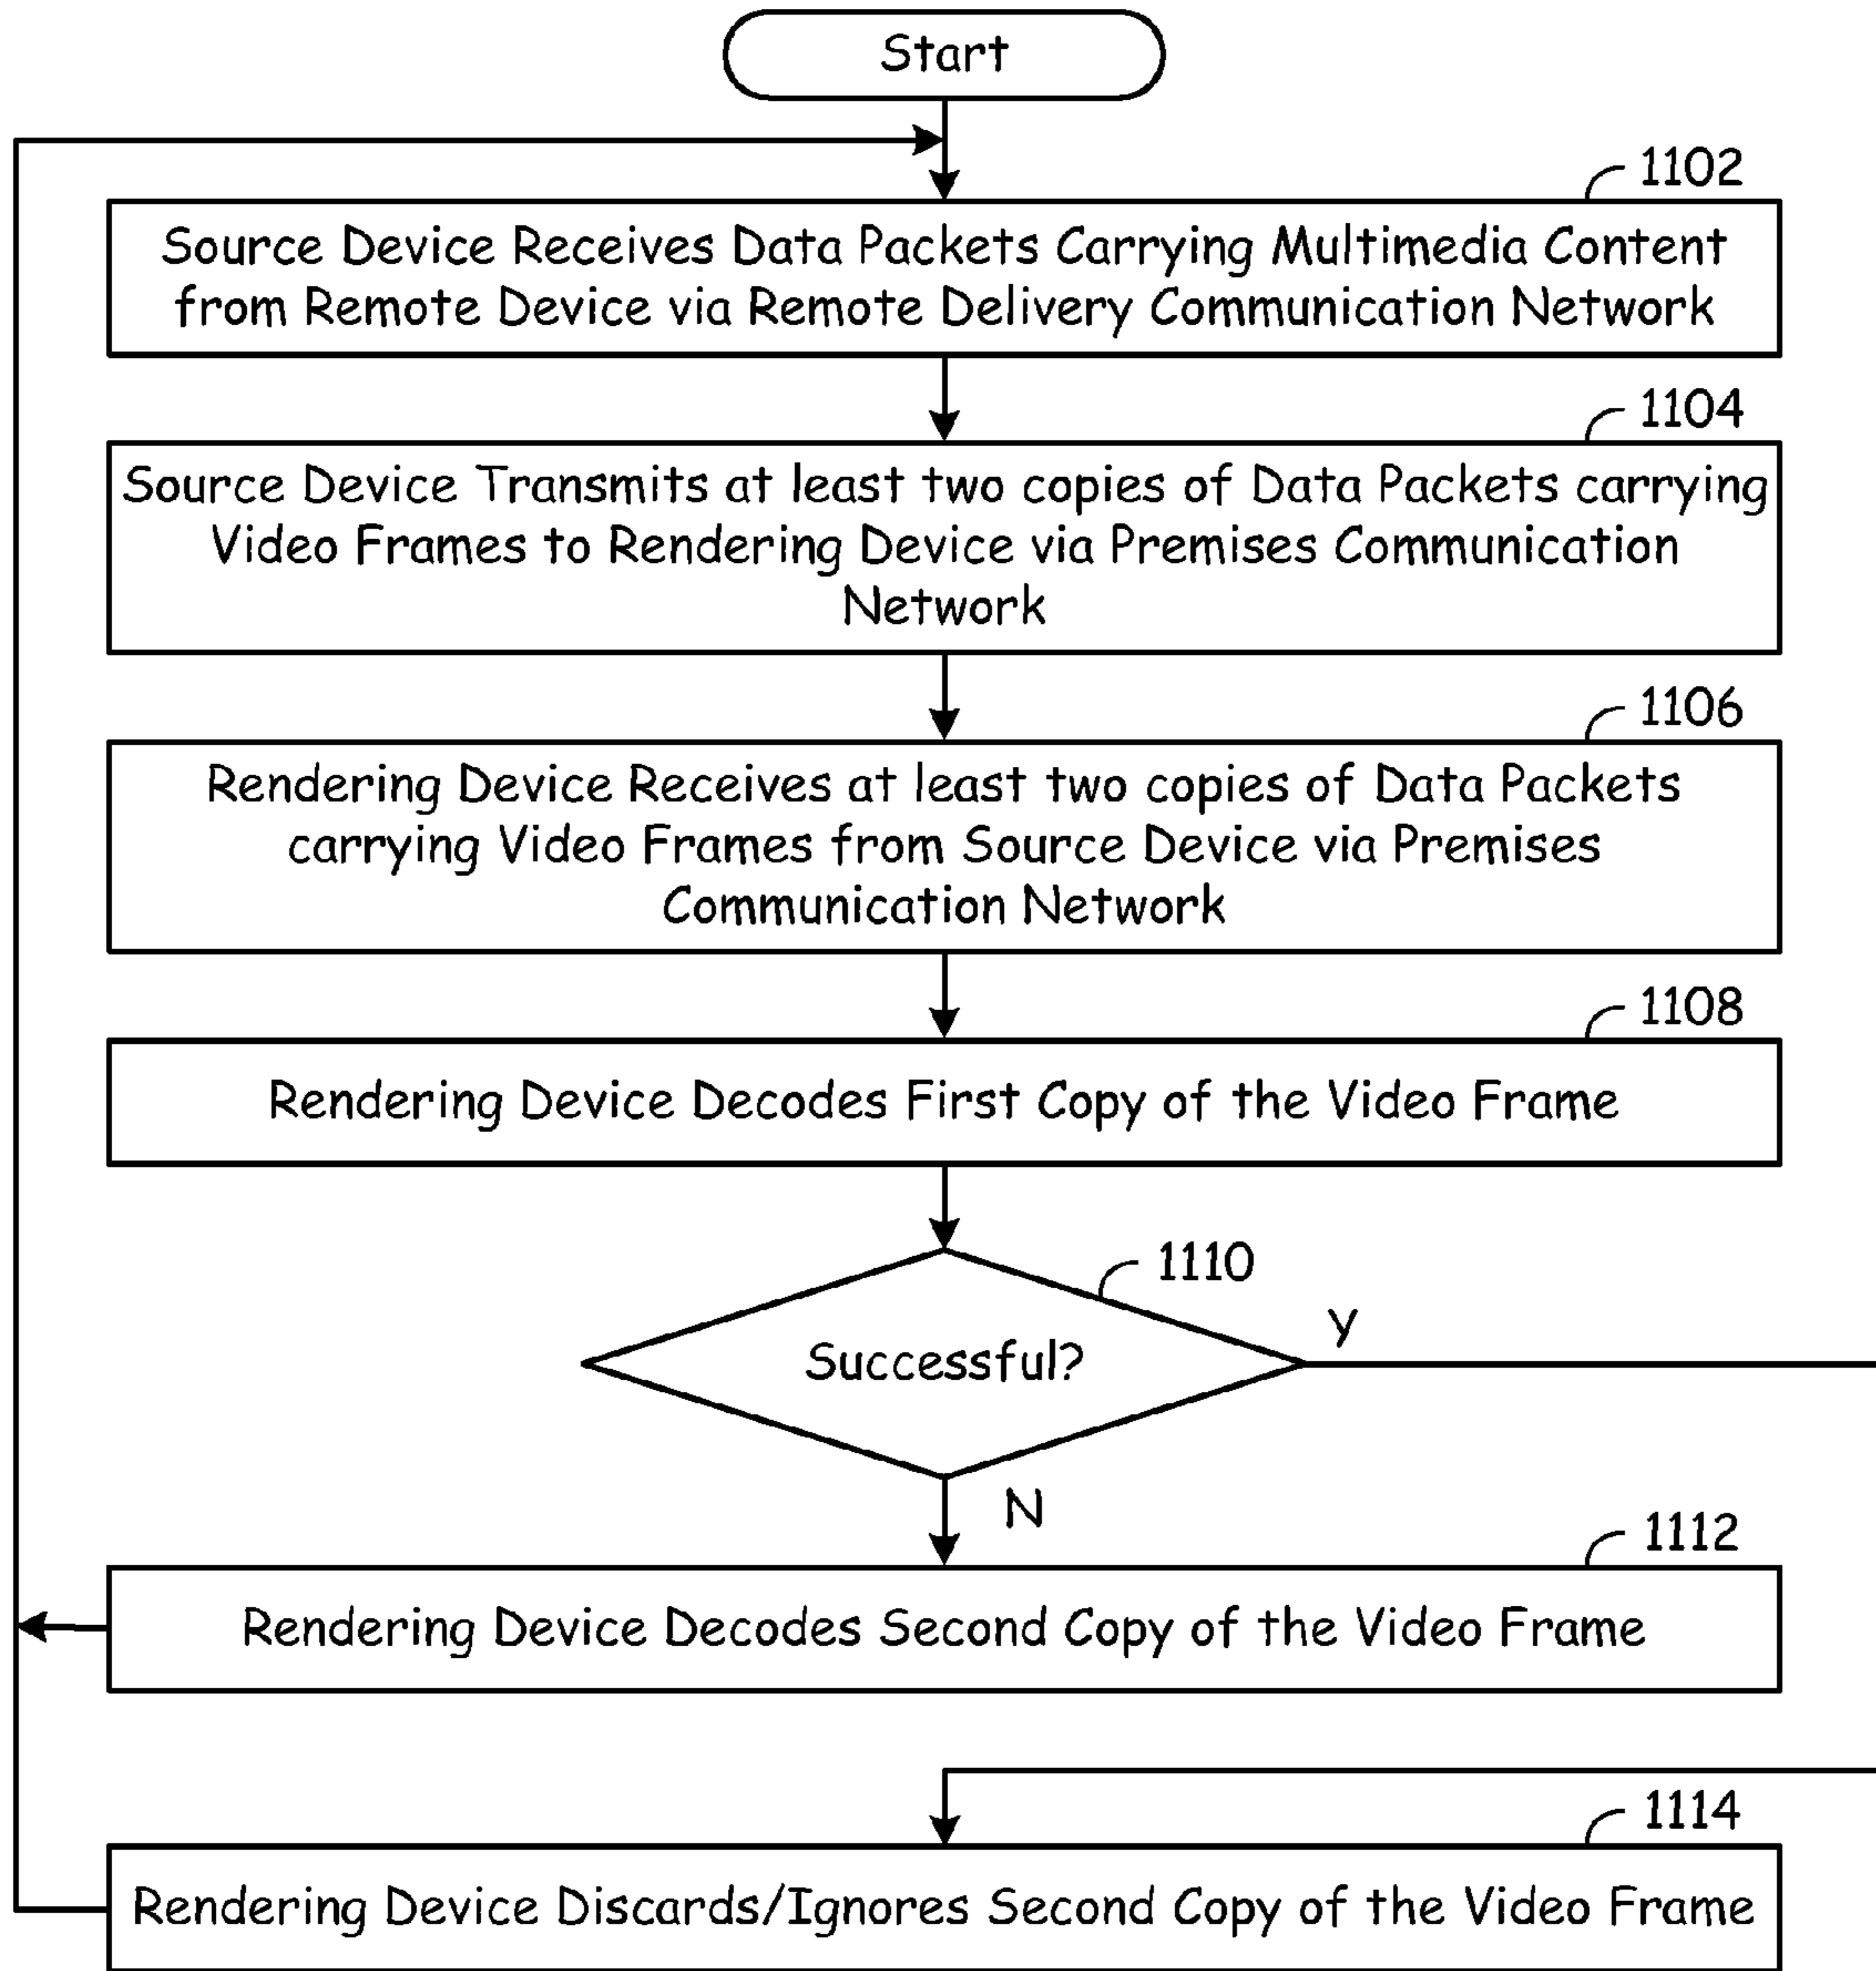 Start
1102
Source Device Receives Data Packets Carrying Multimedia Content
from Remote Device via Remote Delivery Communication Network
1104
Source Device Transmits at least two copies of Data Packets carrying
Video Frames to Rendering Device via Premises Communication
Network
1106
Rendering Device Receives at least two copies of Data Packets
carrying Video Frames from Source Device via Premises
Communication Network
1108
Rendering Device Decodes First Copy of the Video Frame
1110
Successful?
Y
N
1112
Rendering Device Decodes Second Copy of the Video Frame
1114
Rendering Device Discards/Ignores Second Copy of the Video Frame